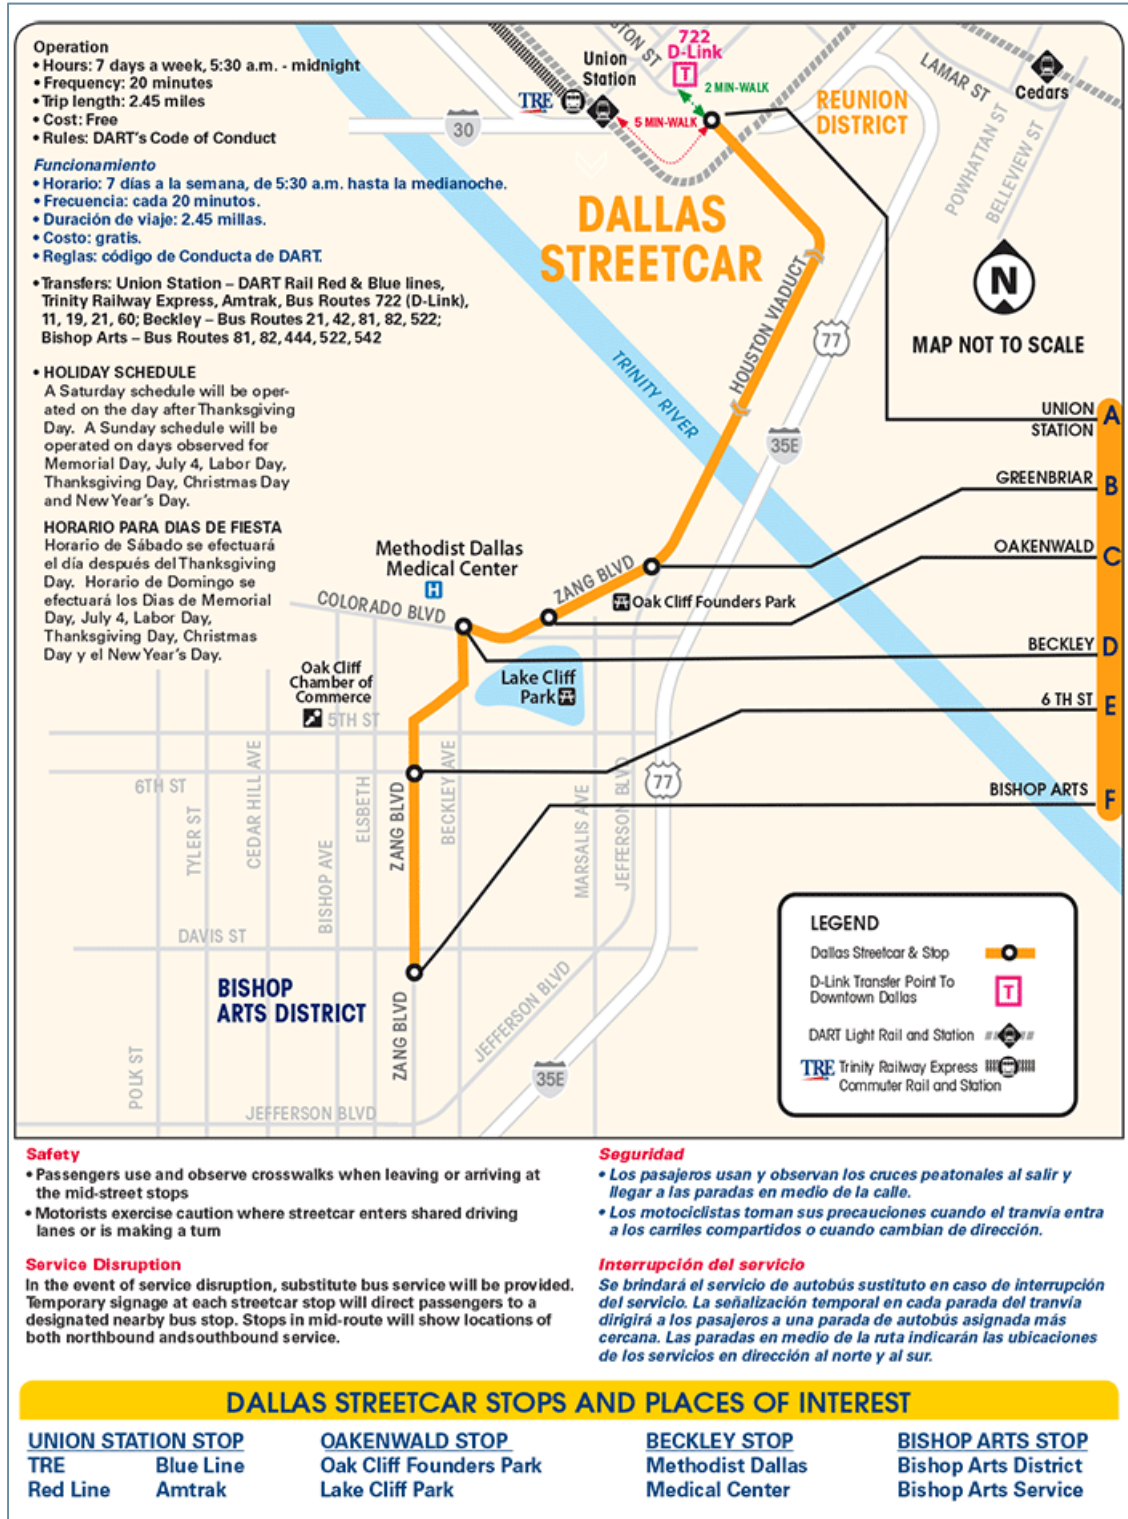 Operation
• Hours: 7 days a week, 5:30 a.m. - midnight
• Frequency: 20 minutes
• Trip length: 2.45 miles
• Cost: Free
• Rules: DART's Code of Conduct
Funcionamiento
• Horario: 7 días a la semana, de 5:30 a.m. hasta la medianoche.
• Frecuencia: cada 20 minutos.
• Duración de viaje: 2.45 millas.
• Costo: gratis.
• Reglas: código de Conducta de DART.
• Transfers: Union Station – DART Rail Red & Blue lines,
Trinity Railway Express, Amtrak, Bus Routes 722 (D-Link),
11, 19, 21, 60; Beckley – Bus Routes 21, 42, 81, 82, 522;
Bishop Arts – Bus Routes 81, 82, 444, 522, 542
• HOLIDAY SCHEDULE
A Saturday schedule will be oper-
ated on the day after Thanksgiving
Day. A Sunday schedule will be
operated on days observed for
Memorial Day, July 4, Labor Day,
Thanksgiving Day, Christmas Day
and New Year's Day.
HORARIO PARA DIAS DE FIESTA
Horario de Sábado se efectuará
el día después del Thanksgiving
Day. Horario de Domingo se
efectuará los Dias de Memorial
Day, July 4, Labor Day,
Thanksgiving Day, Christmas
Day y el New Year's Day.
STON ST
722
D-Link
T
2 MIN-WALK
Union
Station
TRE
5 MIN-WALK
30
REUNION
DISTRICT
LAMAR ST
Cedars
POWHATTAN ST
BELLEVIEW ST
DALLAS
STREETCAR
HOUSTON VIADUCT
TRINITY RIVER
77
35E
N
MAP NOT TO SCALE
UNION
STATION
A
GREENBRIAR
B
OAKENWALD
C
BECKLEY
D
6 TH ST
E
BISHOP ARTS
F
Methodist Dallas
Medical Center
H
ZANG BLVD
Oak Cliff Founders Park
COLORADO BLVD
Lake Cliff
Park
Oak Cliff
Chamber of
Commerce
5TH ST
6TH ST
TYLER ST
CEDAR HILL AVE
BISHOP AVE
ELSBETH
ZANG BLVD
BECKLEY AVE
MARSALIS AVE
JEFFERSON BLVD
77
DAVIS ST
BISHOP
ARTS DISTRICT
ZANG BLVD
JEFFERSON BLVD
35E
POLK ST
JEFFERSON BLVD
LEGEND
Dallas Streetcar & Stop
D-Link Transfer Point To
Downtown Dallas
T
DART Light Rail and Station
TRE Trinity Railway Express
Commuter Rail and Station
Safety
• Passengers use and observe crosswalks when leaving or arriving at
the mid-street stops
• Motorists exercise caution where streetcar enters shared driving
lanes or is making a turn
Service Disruption
In the event of service disruption, substitute bus service will be provided.
Temporary signage at each streetcar stop will direct passengers to a
designated nearby bus stop. Stops in mid-route will show locations of
both northbound andsouthbound service.
Seguridad
• Los pasajeros usan y observan los cruces peatonales al salir y
llegar a las paradas en medio de la calle.
• Los motociclistas toman sus precauciones cuando el tranvía entra
a los carriles compartidos o cuando cambian de dirección.
Interrupción del servicio
Se brindará el servicio de autobús sustituto en caso de interrupción
del servicio. La señalización temporal en cada parada del tranvía
dirigirá a los pasajeros a una parada de autobús asignada más
cercana. Las paradas en medio de la ruta indicarán las ubicaciones
de los servicios en dirección al norte y al sur.
DALLAS STREETCAR STOPS AND PLACES OF INTEREST
UNION STATION STOP
TRE Blue Line
Red Line Amtrak
OAKENWALD STOP
Oak Cliff Founders Park
Lake Cliff Park
BECKLEY STOP
Methodist Dallas
Medical Center
BISHOP ARTS STOP
Bishop Arts District
Bishop Arts Service